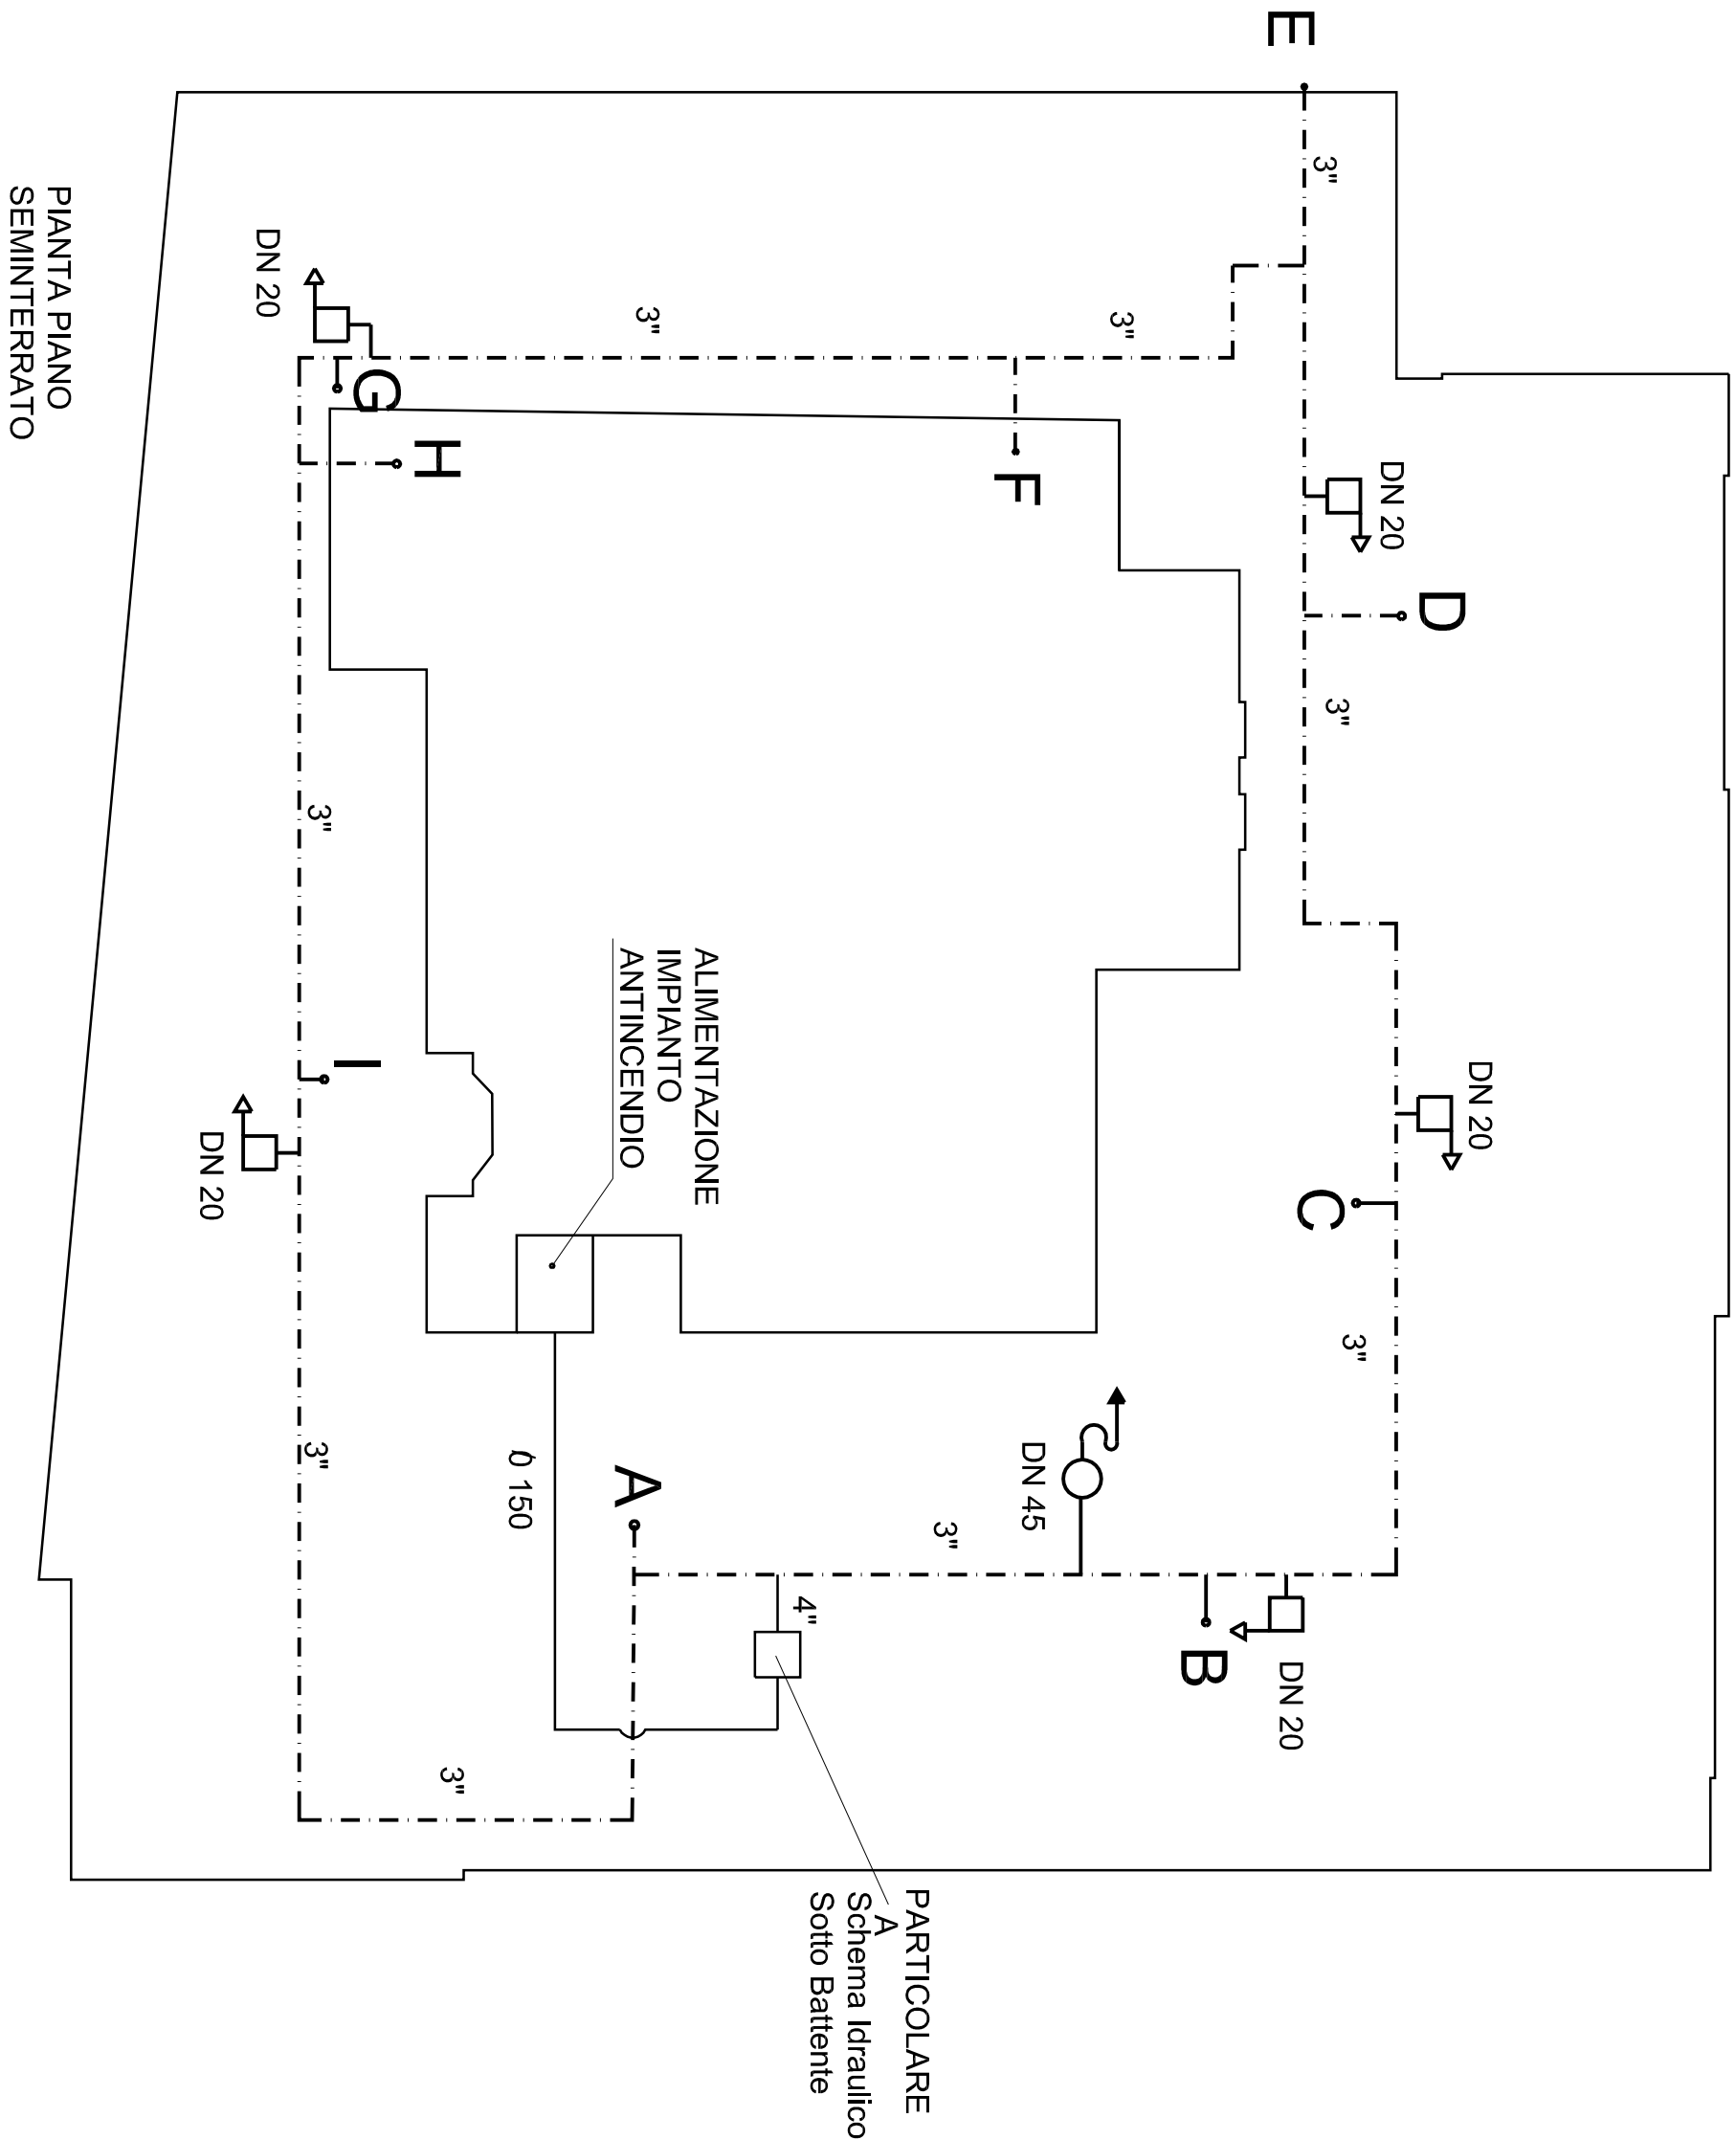 DN 20
D
DN 20
3"
3"
3"
E
C
DN 20
B
3"
DN 45
F
3"
PARTICOLARE
A
Schema Idraulico
Sotto Battente
4"
ALIMENTAZIONE
IMPIANTO
ANTINCENDIO
3"
A
Ø 150
3"
H
G
I
3"
3"
DN 20
DN 20
PIANTA PIANO
SEMINTERRATO